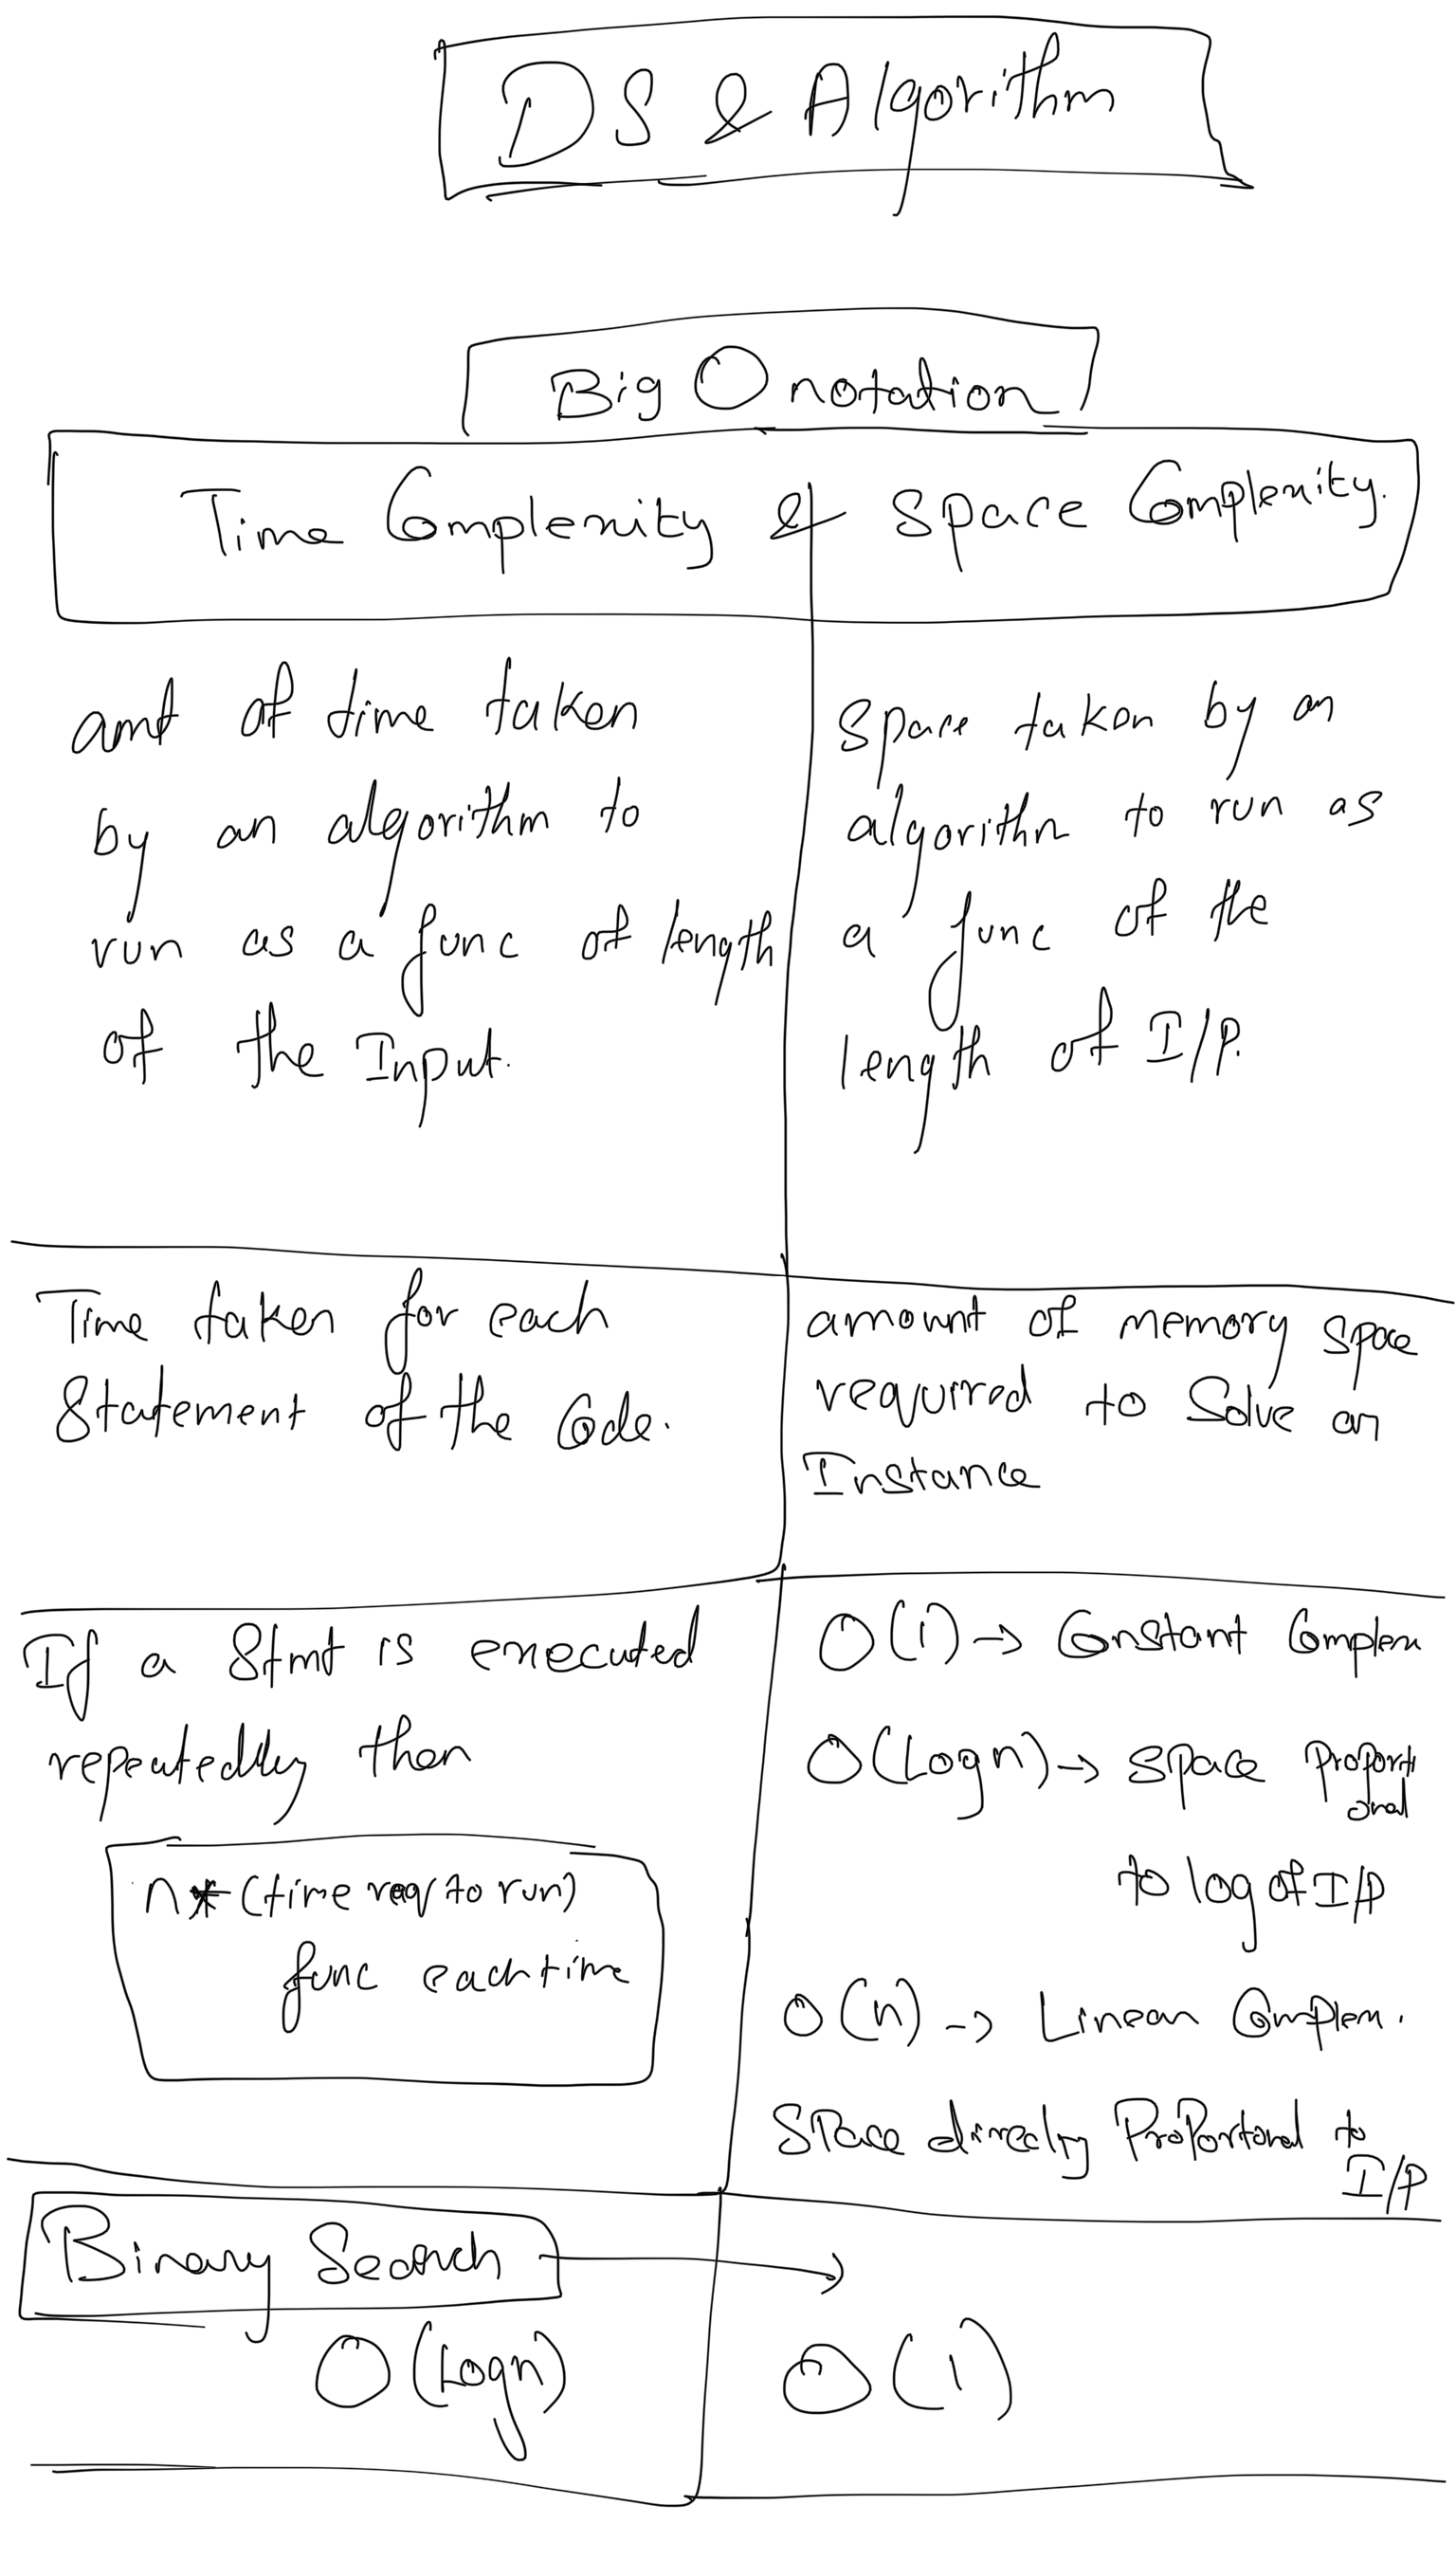 DS & Algorithm
Big O notation
Time Complexity & Space Complexity.
amt of time taken
by an algorithm to
run as a func of length
of the Input.
Space taken by an
algorithm to run as
a func of the
length of I/P.
Time taken for each
Statement of the Code.
amount of memory space
required to Solve an
Instance
If a Stmt is executed
repeatedly then
n * (time req to run)
func each time
O(1) -> Constant Complex
O(Log n) -> Space Proporti
onal
to log of I/P
O(n) -> Linear Complex.
Space directly Proportonal to
I/P
Binary Search ->
O(Logn)
O(1)